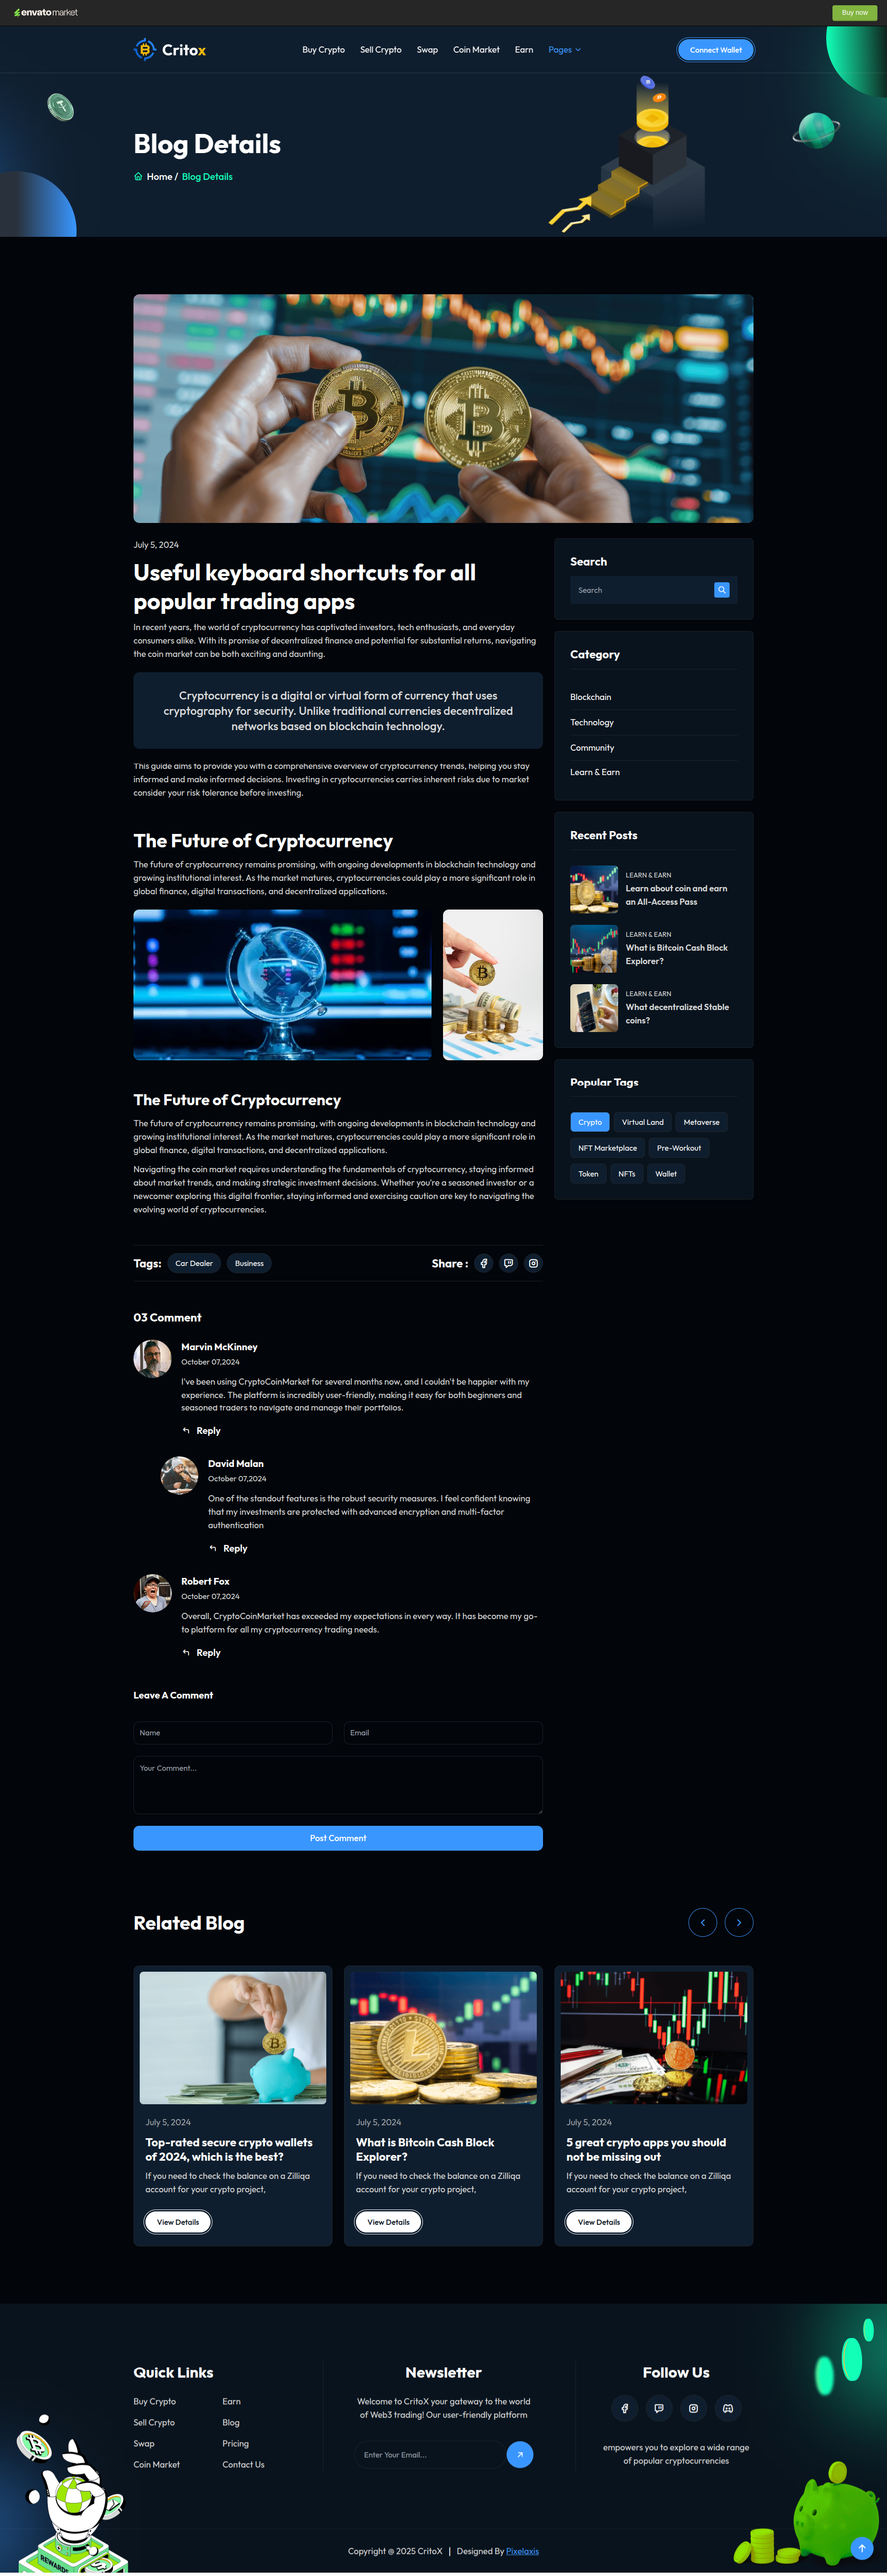 envatomarket
Buy now
Critox
Buy Crypto
Sell Crypto
Swap
Coin Market
Earn
Pages
Connect Wallet
Blog Details
Home / Blog Details
July 5, 2024
Useful keyboard shortcuts for all
popular trading apps
In recent years, the world of cryptocurrency has captivated investors, tech enthusiasts, and everyday
consumers alike. With its promise of decentralized finance and potential for substantial returns, navigating
the coin market can be both exciting and daunting.
Cryptocurrency is a digital or virtual form of currency that uses
cryptography for security. Unlike traditional currencies decentralized
networks based on blockchain technology.
This guide aims to provide you with a comprehensive overview of cryptocurrency trends, helping you stay
informed and make informed decisions. Investing in cryptocurrencies carries inherent risks due to market
consider your risk tolerance before investing.
The Future of Cryptocurrency
The future of cryptocurrency remains promising, with ongoing developments in blockchain technology and
growing institutional interest. As the market matures, cryptocurrencies could play a more significant role in
global finance, digital transactions, and decentralized applications.
The Future of Cryptocurrency
The future of cryptocurrency remains promising, with ongoing developments in blockchain technology and
growing institutional interest. As the market matures, cryptocurrencies could play a more significant role in
global finance, digital transactions, and decentralized applications.
Navigating the coin market requires understanding the fundamentals of cryptocurrency, staying informed
about market trends, and making strategic investment decisions. Whether you're a seasoned investor or a
newcomer exploring this digital frontier, staying informed and exercising caution are key to navigating the
evolving world of cryptocurrencies.
Tags:
Car Dealer
Business
Share :
03 Comment
Marvin McKinney
October 07,2024
I've been using CryptoCoinMarket for several months now, and I couldn't be happier with my
experience. The platform is incredibly user-friendly, making it easy for both beginners and
seasoned traders to navigate and manage their portfolios.
Reply
David Malan
October 07,2024
One of the standout features is the robust security measures. I feel confident knowing
that my investments are protected with advanced encryption and multi-factor
authentication
Reply
Robert Fox
October 07,2024
Overall, CryptoCoinMarket has exceeded my expectations in every way. It has become my go-
to platform for all my cryptocurrency trading needs.
Reply
Leave A Comment
Name
Email
Your Comment...
Post Comment
Search
Search
Category
Blockchain
Technology
Community
Learn & Earn
Recent Posts
LEARN & EARN
Learn about coin and earn
an All-Access Pass
LEARN & EARN
What is Bitcoin Cash Block
Explorer?
LEARN & EARN
What decentralized Stable
coins?
Popular Tags
Crypto
Virtual Land
Metaverse
NFT Marketplace
Pre-Workout
Token
NFTs
Wallet
Related Blog
July 5, 2024
Top-rated secure crypto wallets
of 2024, which is the best?
If you need to check the balance on a Zilliqa
account for your crypto project,
View Details
July 5, 2024
What is Bitcoin Cash Block
Explorer?
If you need to check the balance on a Zilliqa
account for your crypto project,
View Details
July 5, 2024
5 great crypto apps you should
not be missing out
If you need to check the balance on a Zilliqa
account for your crypto project,
View Details
Quick Links
Buy Crypto
Earn
Sell Crypto
Blog
Swap
Pricing
Coin Market
Contact Us
Newsletter
Welcome to CritoX your gateway to the world
of Web3 trading! Our user-friendly platform
Enter Your Email...
Follow Us
empowers you to explore a wide range
of popular cryptocurrencies
REWARDS
Copyright @ 2025 CritoX | Designed By Pixelaxis